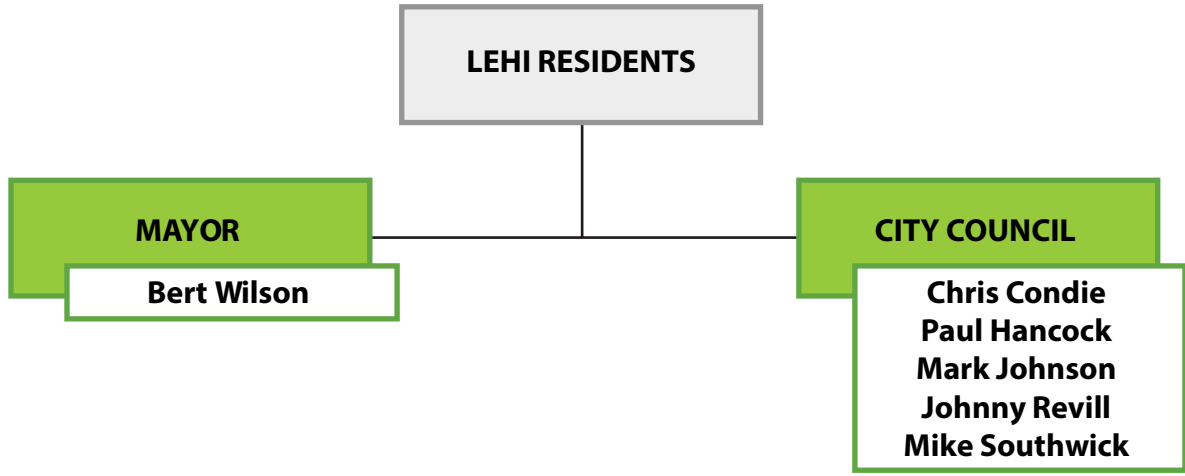 LEHI RESIDENTS
MAYOR
Bert Wilson
CITY COUNCIL
Chris Condie
Paul Hancock
Mark Johnson
Johnny Revill
Mike Southwick